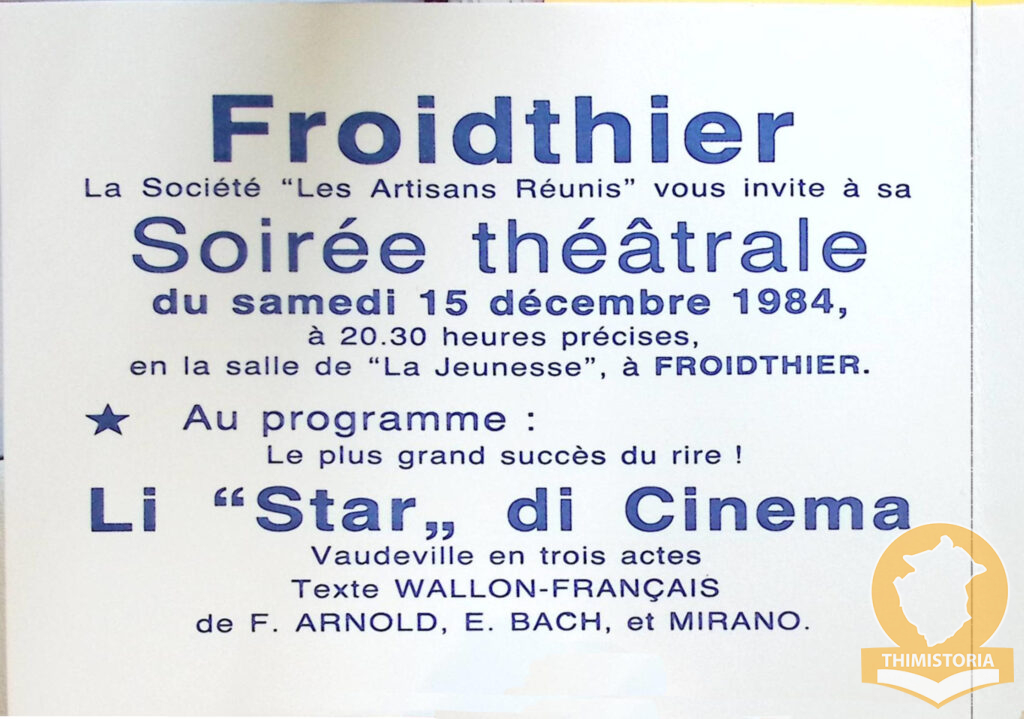 Froidthier
La Société “Les Artisans Réunis” vous invite à sa
Soirée théâtrale
du samedi 15 décembre 1984,
à 20.30 heures précises,
en la salle de “La Jeunesse”, à FROIDTHIER.
★ Au programme :
Le plus grand succès du rire !
Li “Star„ di Cinema
Vaudeville en trois actes
Texte WALLON-FRANÇAIS
de F. ARNOLD, E. BACH, et MIRANO.
THIMISTORIA